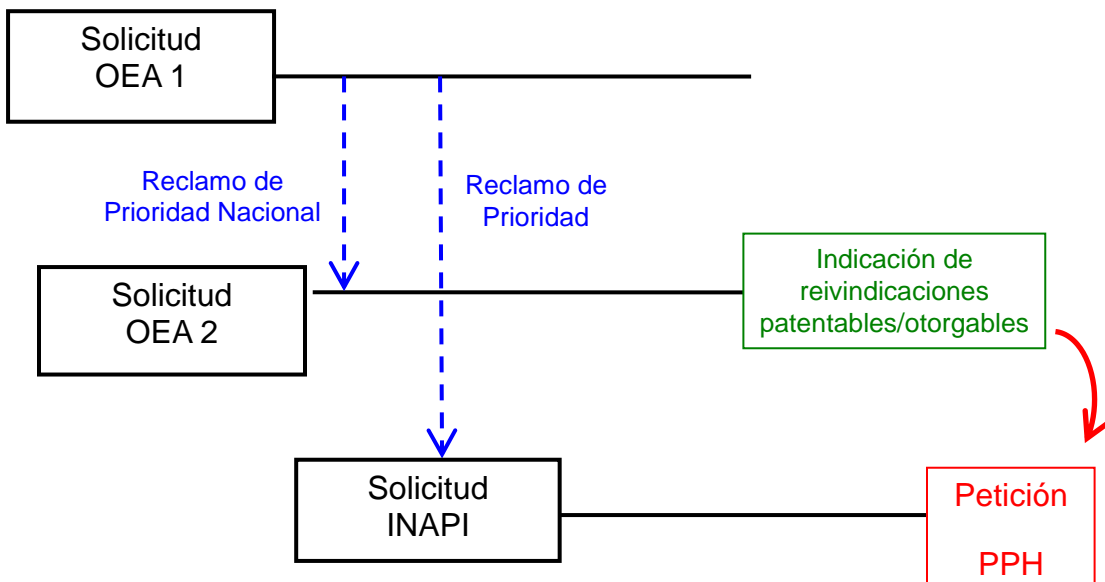 Solicitud
OEA 1
Reclamo de
Prioridad Nacional
Reclamo de
Prioridad
Solicitud
OEA 2
Indicación de
reivindicaciones
patentables/otorgables
Solicitud
INAPI
Petición
PPH